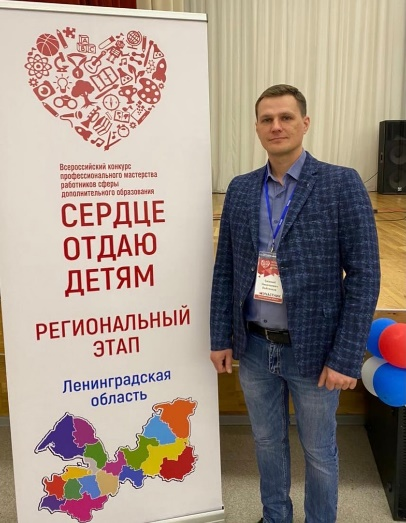 Всероссийский конкурс
профессионального мастерства
работников сферы
дополнительного образования
СЕРДЦЕ
ОТДАЮ
ДЕТЯМ
РЕГИОНАЛЬНЫЙ
ЭТАП
Ленинградская
область